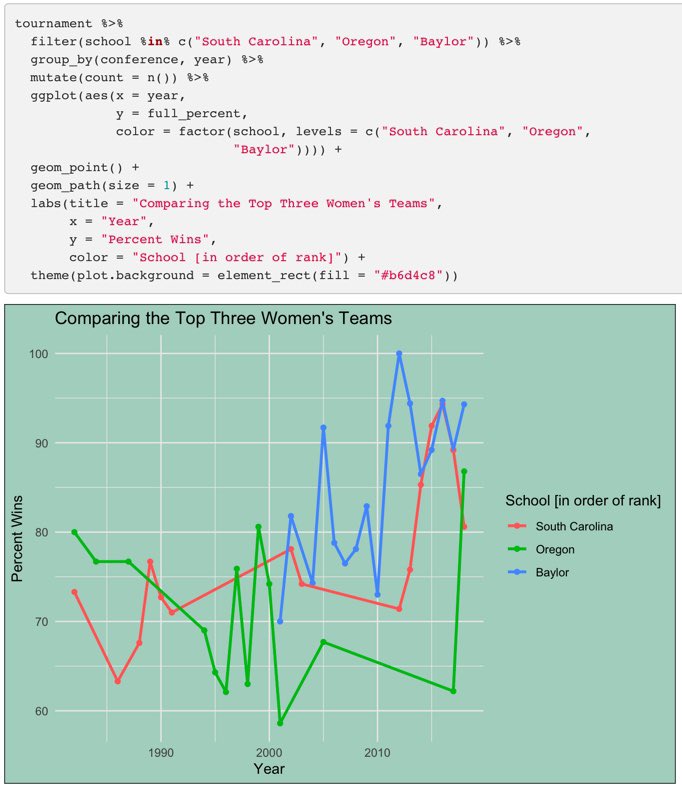 tournament %>%
  filter(school %in% c("South Carolina", "Oregon", "Baylor")) %>%
  group_by(conference, year) %>%
  mutate(count = n()) %>%
  ggplot(aes(x = year,
             y = full_percent,
             color = factor(school, levels = c("South Carolina", "Oregon",
                            "Baylor")))) +
  geom_point() +
  geom_path(size = 1) +
  labs(title = "Comparing the Top Three Women's Teams",
       x = "Year",
       y = "Percent Wins",
       color = "School [in order of rank]") +
  theme(plot.background = element_rect(fill = "#b6d4c8"))
Comparing the Top Three Women's Teams
100
90
80
70
60
Percent Wins
1990 2000 2010
Year
School [in order of rank]
South Carolina
Oregon
Baylor